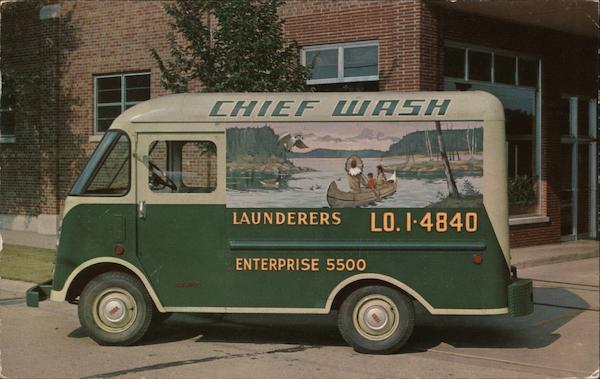 CHIEF WASH
LAUNDERERS LO. 1-4840
ENTERPRISE 5500